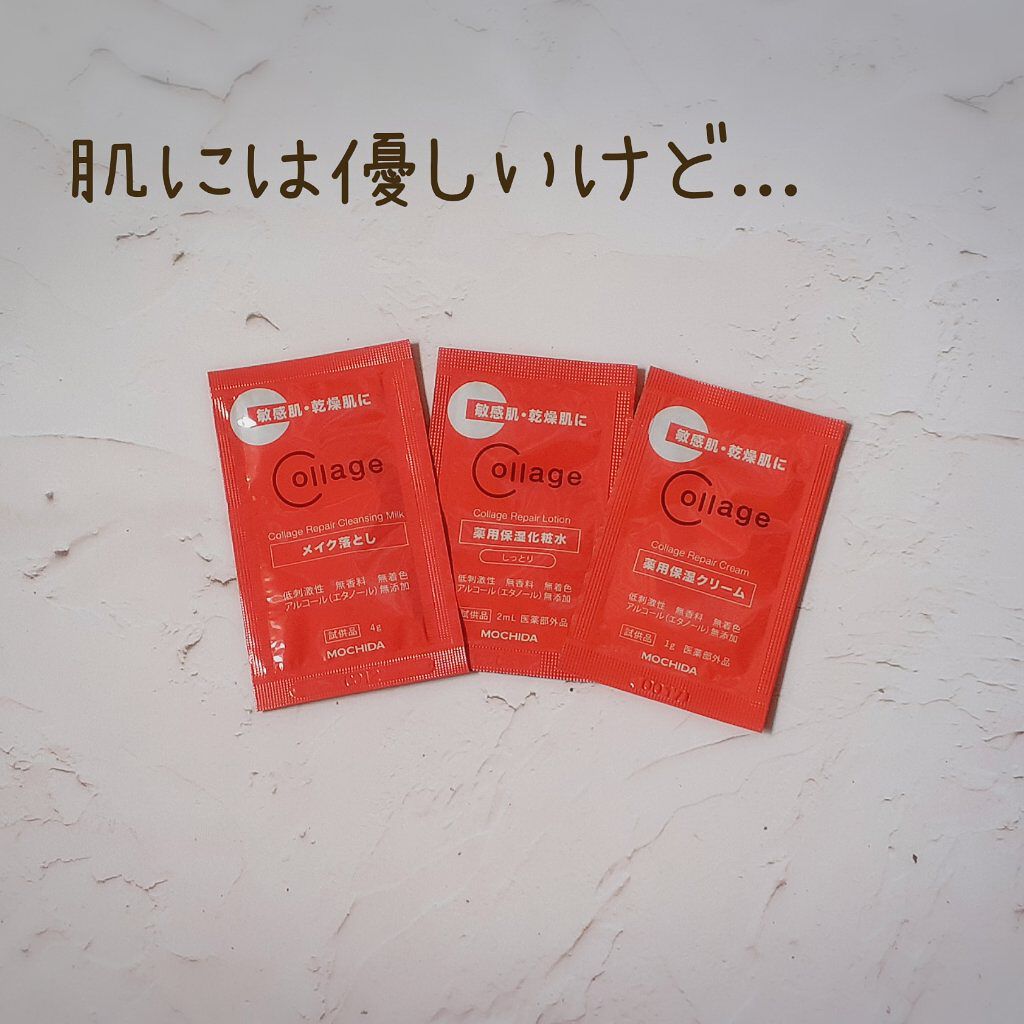 肌には優しいけど...
敏感肌・乾燥肌に
Collage
Collage Repair Cleansing Milk
メイク落とし
低刺激性 無香料 無着色
アルコール(エタノール)無添加
試供品 4g
MOCHIDA
敏感肌・乾燥肌に
Collage
Collage Repair Lotion
薬用保湿化粧水
しっとり
低刺激性 無香料 無着色
アルコール(エタノール)無添加
試供品 2mL 医薬部外品
MOCHIDA
敏感肌・乾燥肌に
Collage
Collage Repair Cream
薬用保湿クリーム
低刺激性 無香料 無着色
アルコール(エタノール)無添加
試供品 1g 医薬部外品
MOCHIDA